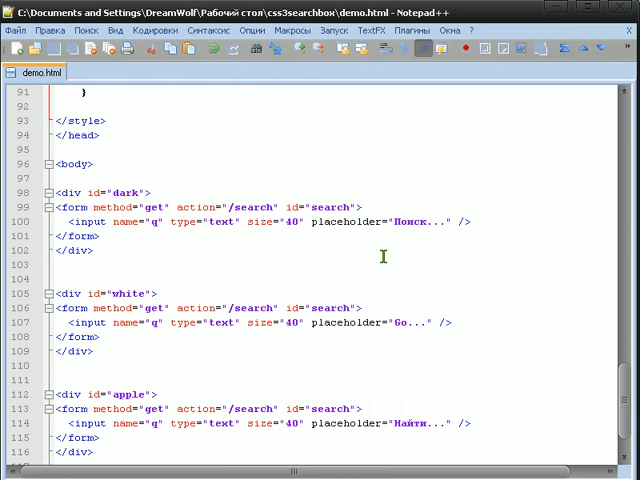 C:\Documents and Settings\DreamWolf\Рабочий стол\css3searchbox\demo.html - Notepad++
Файл Правка Поиск Вид Кодировки Синтаксис Опции Макросы Запуск TextFX Плагины Окна ? X
demo.html
91 }
92
93 </style>
94 </head>
95
96 <body>
97
98 <div id="dark">
99 <form method="get" action="/search" id="search">
100 <input name="q" type="text" size="40" placeholder="Поиск..." />
101 </form>
102 </div>
103
104
105 <div id="white">
106 <form method="get" action="/search" id="search">
107 <input name="q" type="text" size="40" placeholder="Go..." />
108 </form>
109 </div>
110
111
112 <div id="apple">
113 <form method="get" action="/search" id="search">
114 <input name="q" type="text" size="40" placeholder="Найти..." />
115 </form>
116 </div>